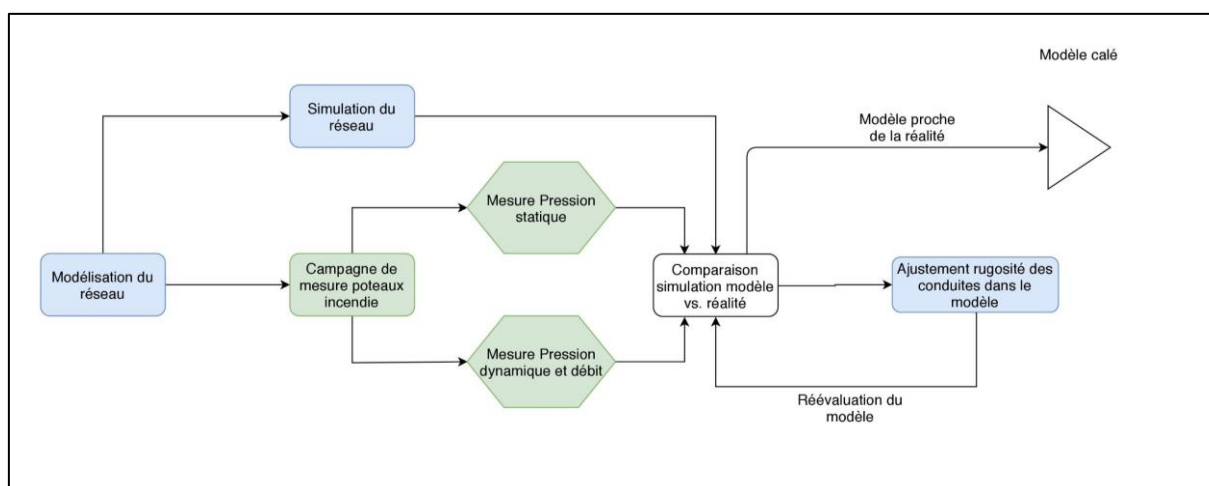 Modèle calé
Simulation du
réseau
Modèle proche
de la réalité
Mesure Pression
statique
Modélisation du
réseau
Campagne de
mesure poteaux
incendie
Comparaison
simulation modèle
vs. réalité
Ajustement rugosité des
conduites dans le
modèle
Mesure Pression
dynamique et débit
Réévaluation du
modèle